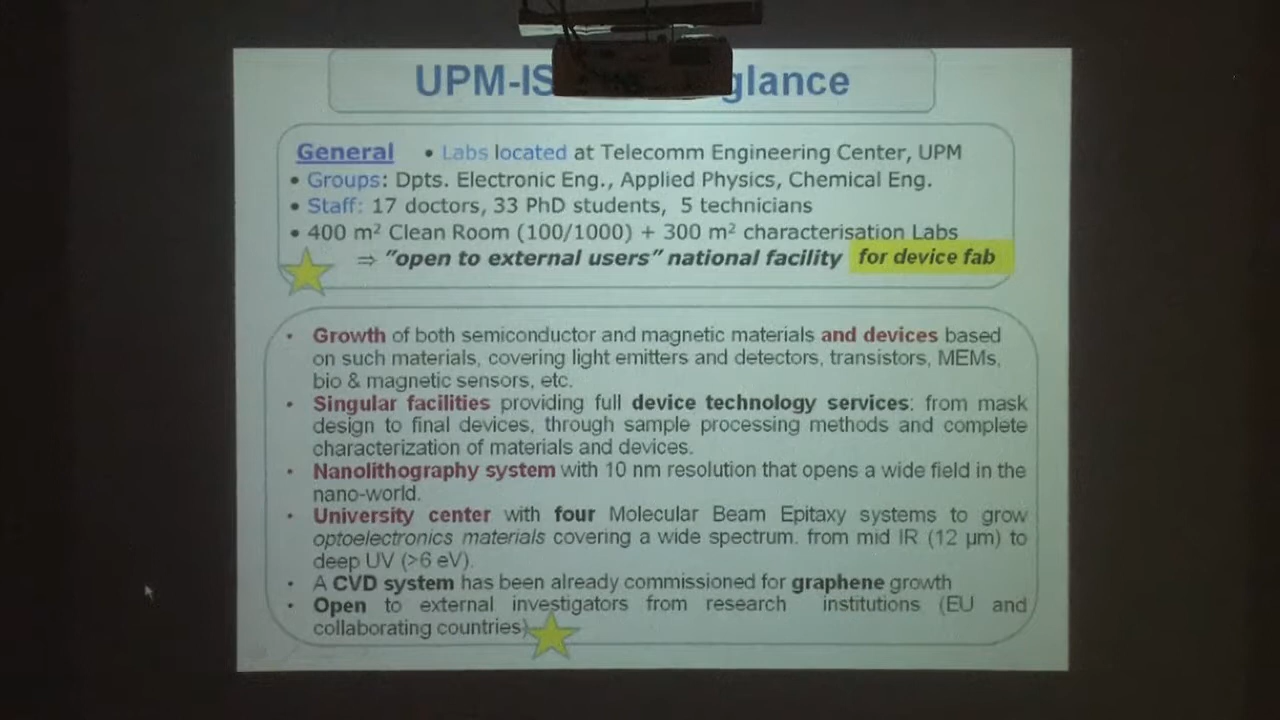 UPM-IS glance
General • Labs located at Telecomm Engineering Center, UPM
• Groups: Dpts. Electronic Eng., Applied Physics, Chemical Eng.
• Staff: 17 doctors, 33 PhD students, 5 technicians
• 400 m² Clean Room (100/1000) + 300 m² characterisation Labs
⇒ "open to external users" national facility for device fab
• Growth of both semiconductor and magnetic materials and devices based
on such materials, covering light emitters and detectors, transistors, MEMs,
bio & magnetic sensors, etc.
• Singular facilities providing full device technology services: from mask
design to final devices, through sample processing methods and complete
characterization of materials and devices.
• Nanolithography system with 10 nm resolution that opens a wide field in the
nano-world.
• University center with four Molecular Beam Epitaxy systems to grow
optoelectronics materials covering a wide spectrum. from mid IR (12 µm) to
deep UV (>6 eV).
• A CVD system has been already commissioned for graphene growth
• Open to external investigators from research institutions (EU and
collaborating countries)